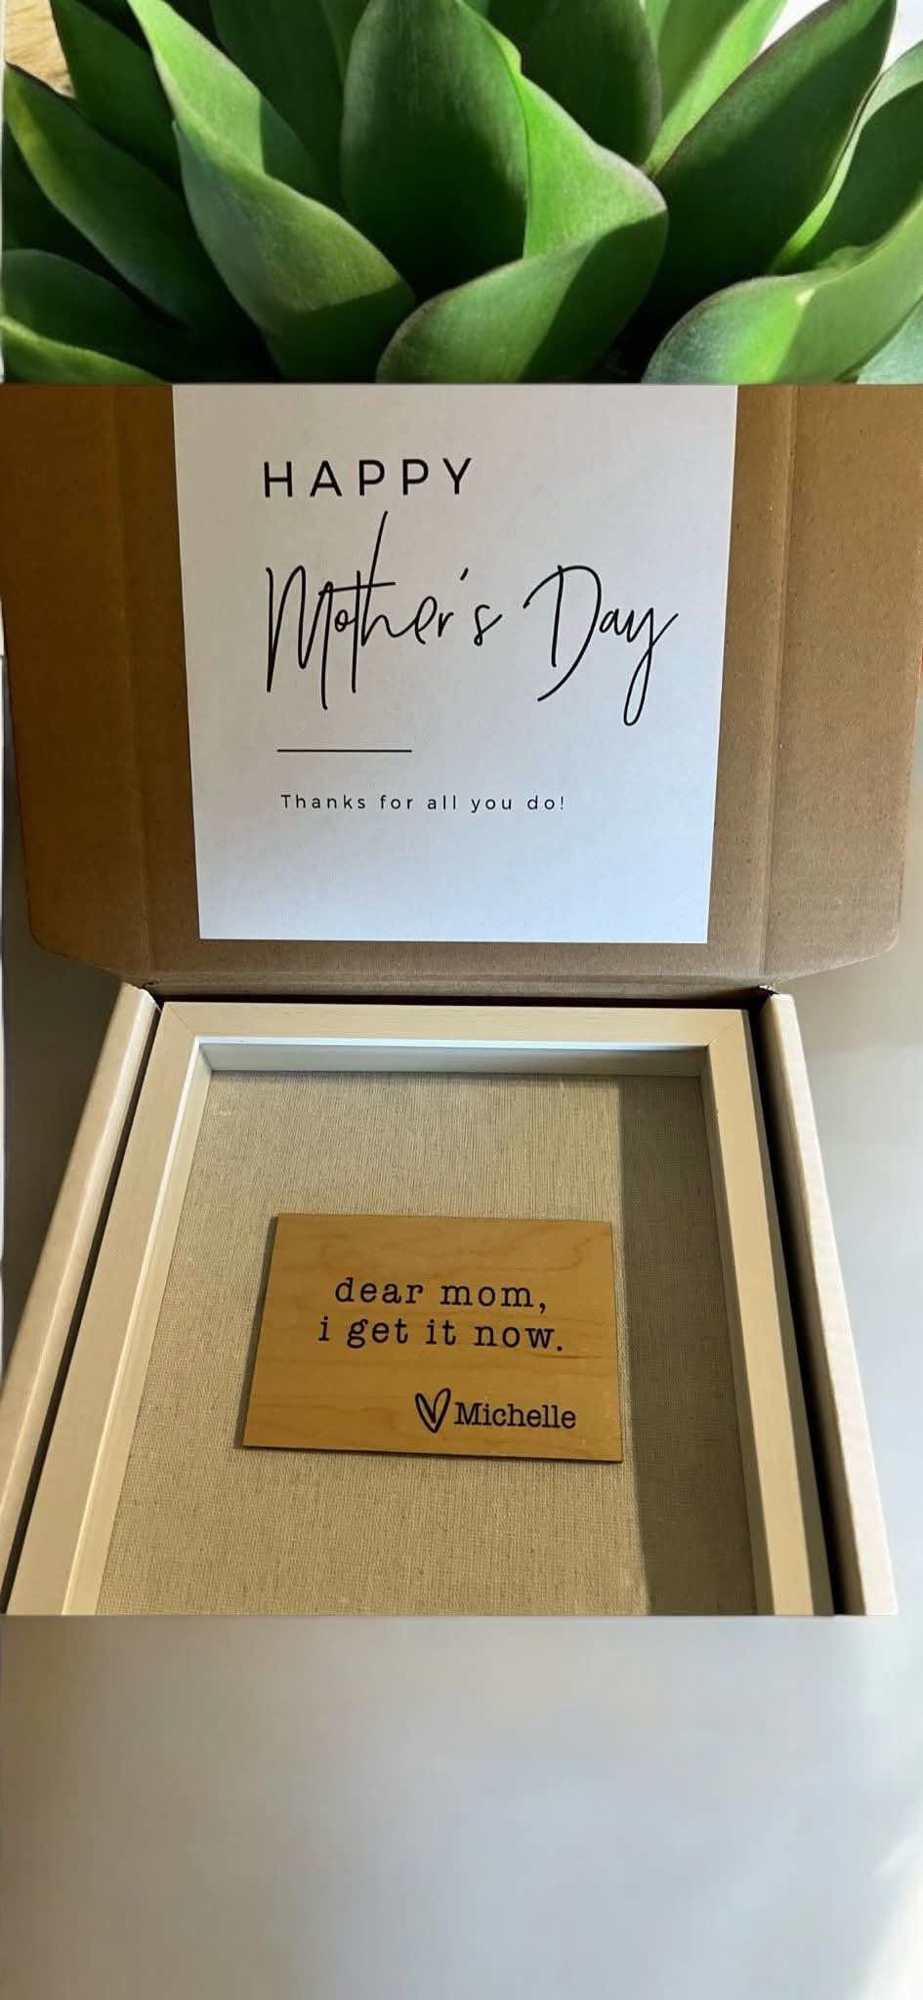 HAPPY
Mother's Day
Thanks for all you do!
dear mom,
i get it now.
Michelle